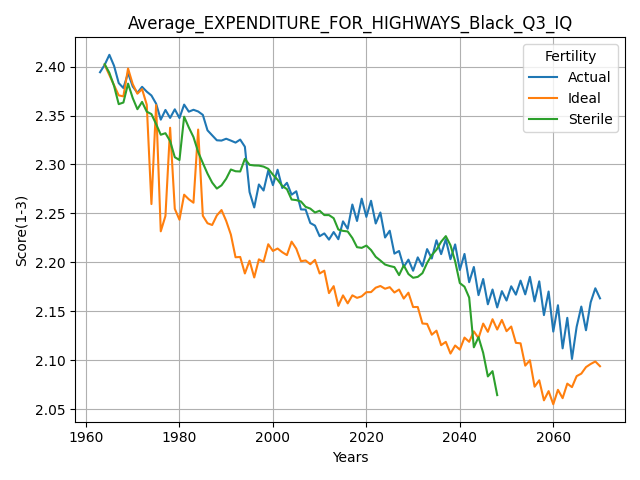 Average_EXPENDITURE_FOR_HIGHWAYS_Black_Q3_IQ
Fertility
Actual
Ideal
Sterile
Score(1-3)
2.40
2.35
2.30
2.25
2.20
2.15
2.10
2.05
1960 1980 2000 2020 2040 2060
Years